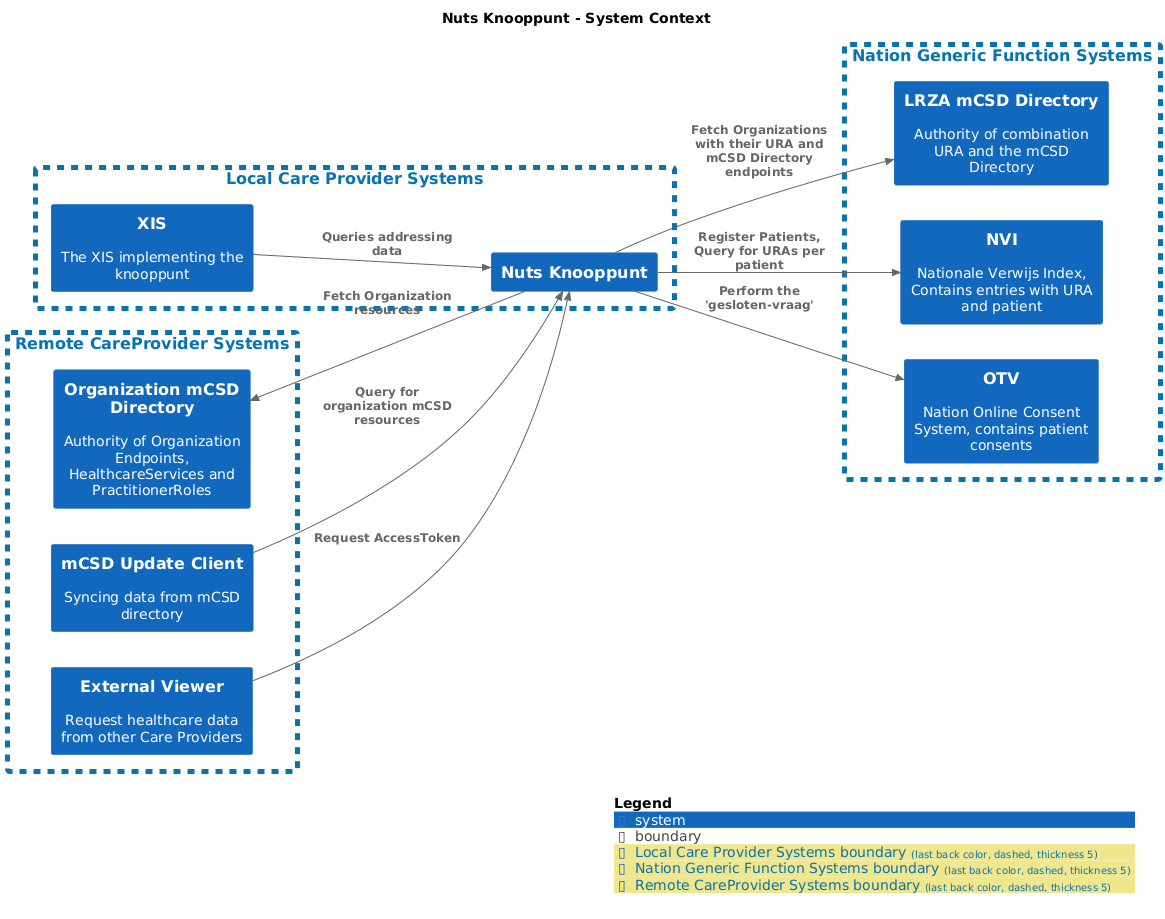 Nuts Knooppunt - System Context
Nation Generic Function Systems
LRZA mCSD Directory
Authority of combination
URA and the mCSD
Directory
Fetch Organizations
with their URA and
mCSD Directory
endpoints
Local Care Provider Systems
XIS
The XIS implementing the
knooppunt
Queries addressing
data
Nuts Knooppunt
Register Patients,
Query for URAs per
patient
NVI
Nationale Verwijs Index,
Contains entries with URA
and patient
Perform the
'gesloten-vraag'
Fetch Organization
resources
OTV
Nation Online Consent
System, contains patient
consents
Remote CareProvider Systems
Organization mCSD
Directory
Authority of Organization
Endpoints,
HealthcareServices and
PractitionerRoles
Query for
organization mCSD
resources
mCSD Update Client
Syncing data from mCSD
directory
Request AccessToken
External Viewer
Request healthcare data
from other Care Providers
Legend
system
boundary
Local Care Provider Systems boundary (last back color, dashed, thickness 5)
Nation Generic Function Systems boundary (last back color, dashed, thickness 5)
Remote CareProvider Systems boundary (last back color, dashed, thickness 5)